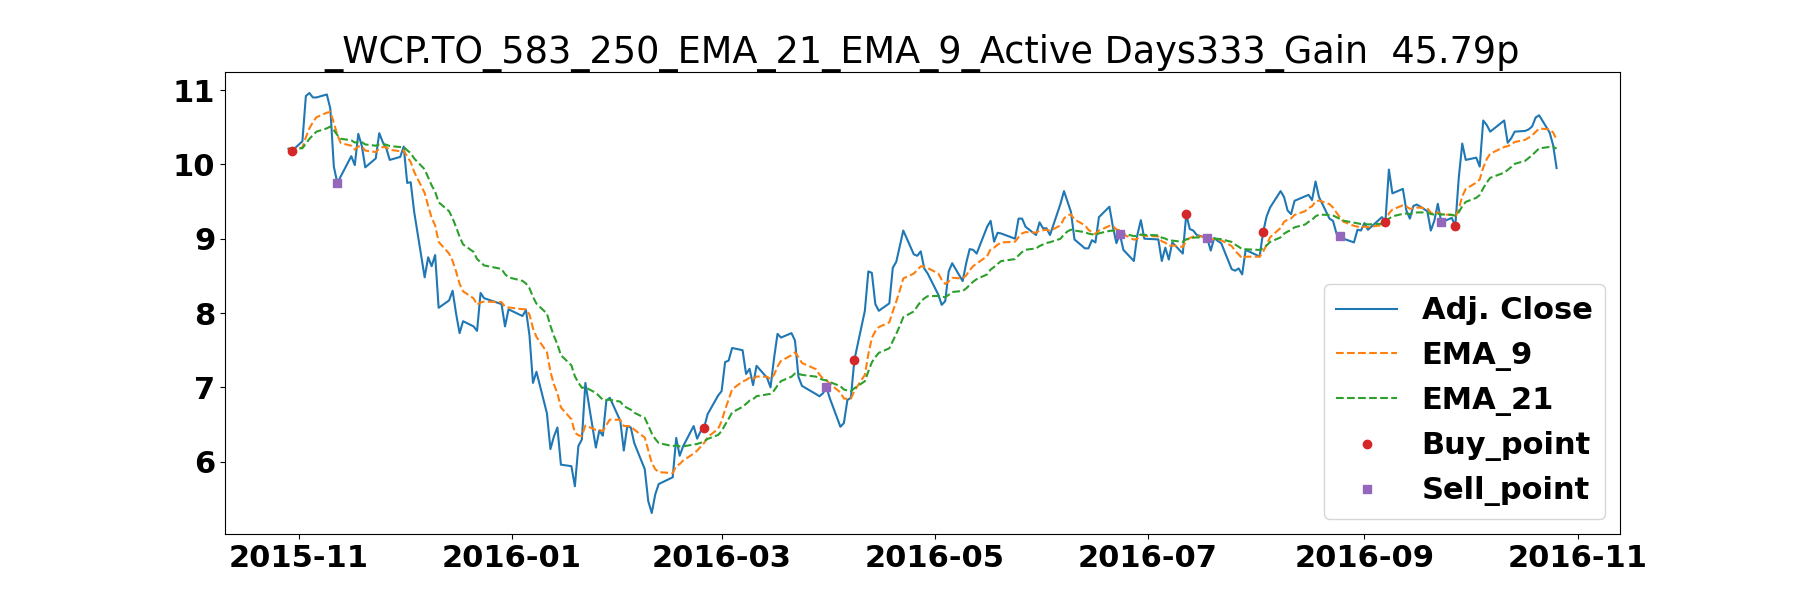 _WCP.TO_583_250_EMA_21_EMA_9_Active Days333_Gain  45.79p
11
10
9
8
7
6
2015-11
2016-01
2016-03
2016-05
2016-07
2016-09
2016-11
Adj. Close
EMA_9
EMA_21
Buy_point
Sell_point